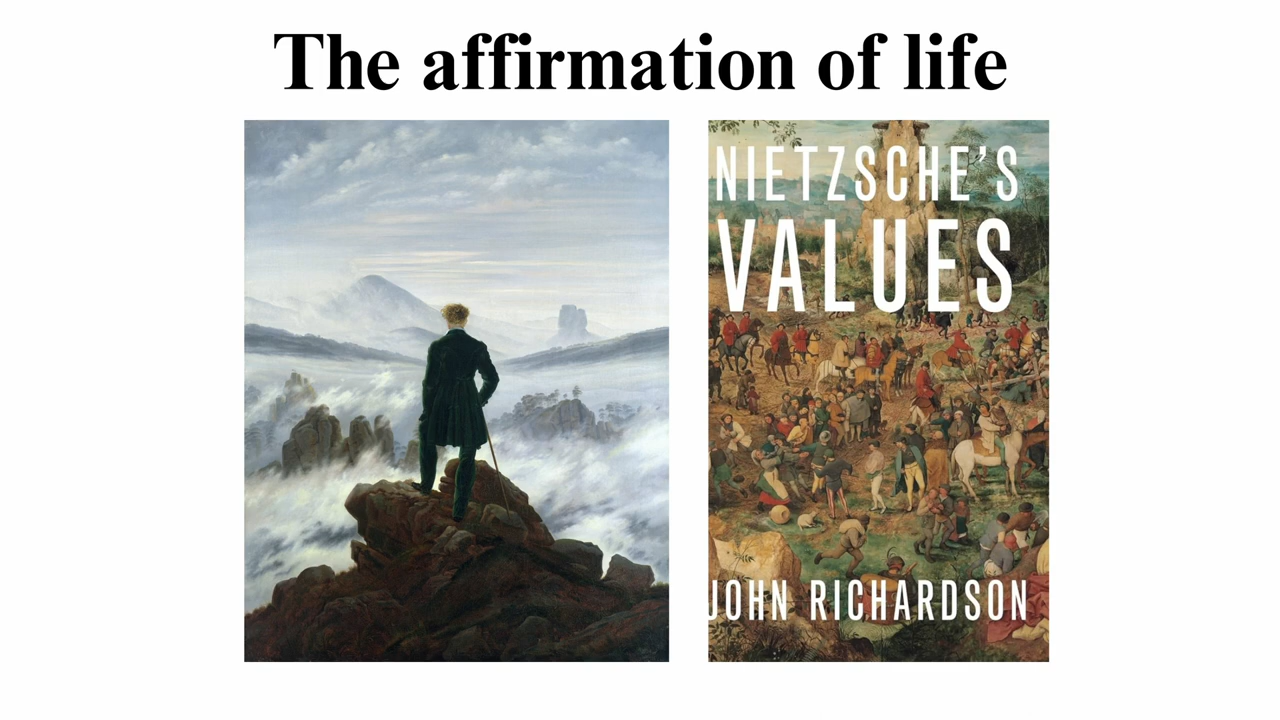 The affirmation of life
NIETZSCHE'S
VALUES
JOHN RICHARDSON